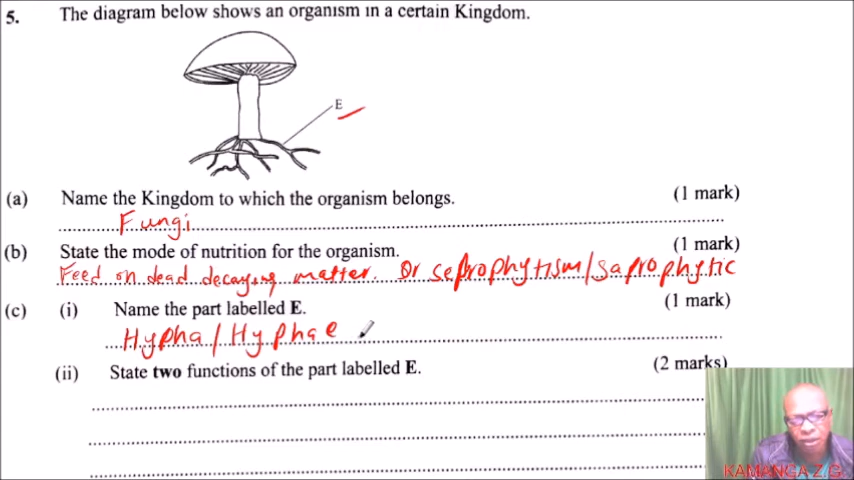 5. The diagram below shows an organism in a certain Kingdom.
E
(a) Name the Kingdom to which the organism belongs. (1 mark)
Fungi
(b) State the mode of nutrition for the organism. (1 mark)
Feed on dead decaying matter. Or seprophytism/saprophytic
(c) (i) Name the part labelled E. (1 mark)
Hypha/Hyphae
(ii) State two functions of the part labelled E. (2 marks)
KAMANGA Z.G.